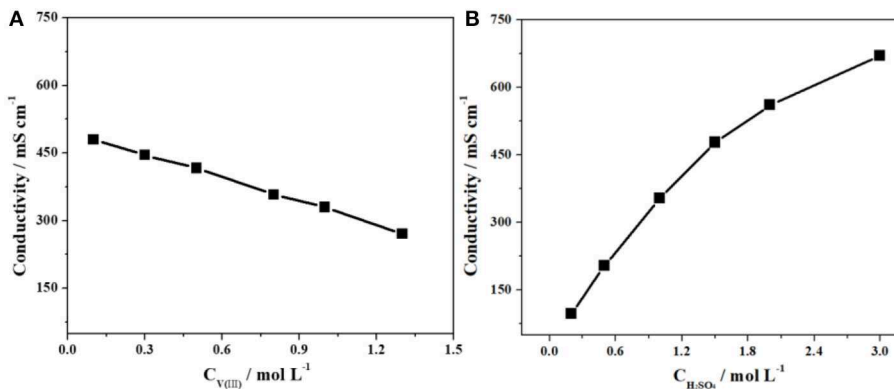 A
Conductivity / mS cm⁻¹
750
600
450
300
150
0.0 0.3 0.6 0.9 1.2 1.5
C_V(III) / mol L⁻¹
B
Conductivity / mS cm⁻¹
750
600
450
300
150
0.0 0.6 1.2 1.8 2.4 3.0
C_H₂SO₄ / mol L⁻¹